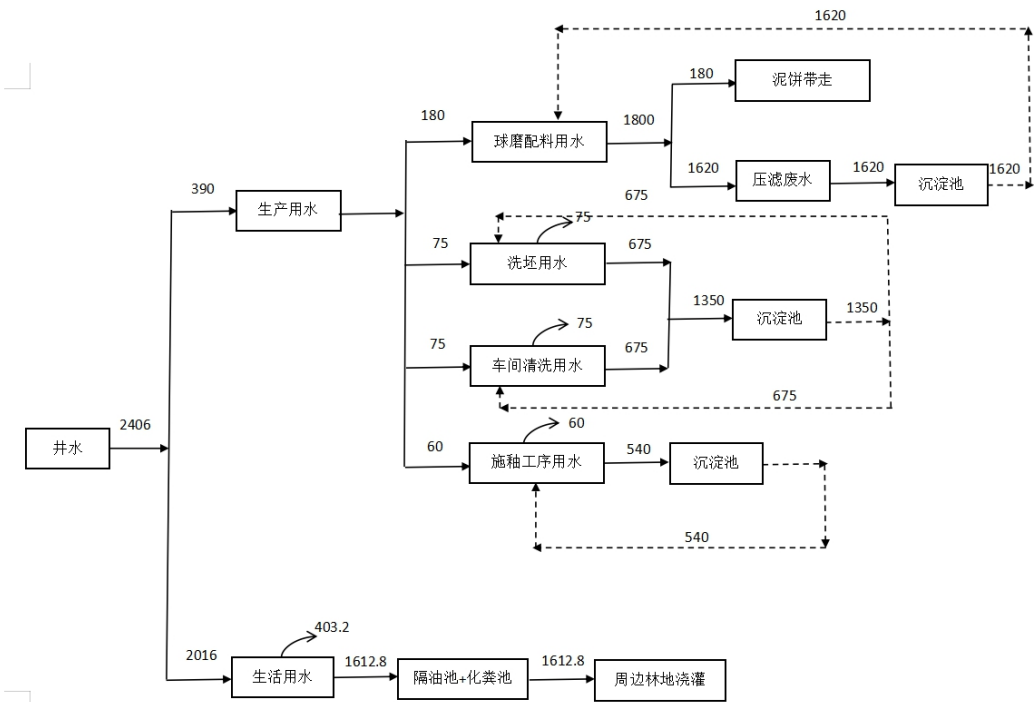 1620
180
泥饼带走
180
球磨配料用水
1800
1620
压滤废水
1620
沉淀池
1620
390
生产用水
675
75
75
洗坯用水
675
1350
沉淀池
1350
75
75
车间清洗用水
675
675
2406
井水
60
60
施釉工序用水
540
沉淀池
540
403.2
2016
生活用水
1612.8
隔油池+化粪池
1612.8
周边林地浇灌